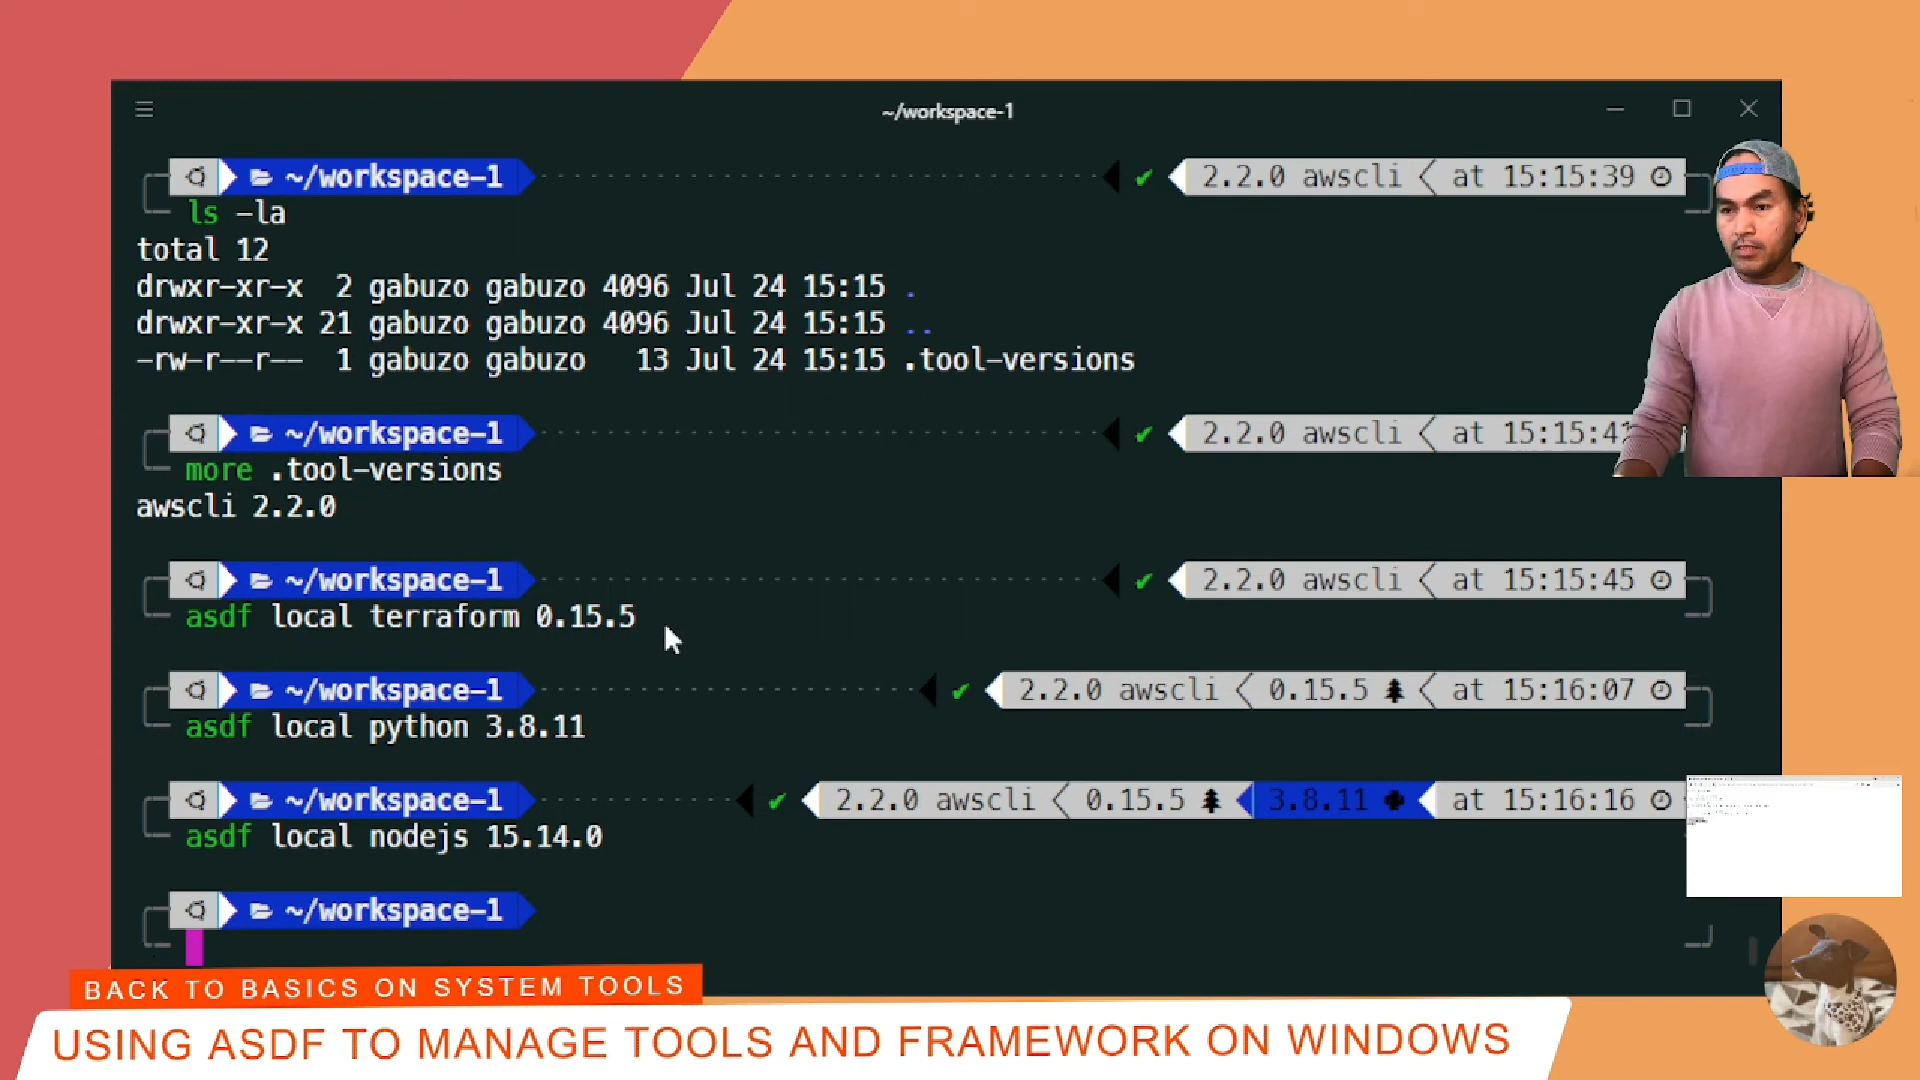 ~/workspace-1
~/workspace-1 ✔ 2.2.0 awscli at 15:15:39
ls -la
total 12
drwxr-xr-x 2 gabuzo gabuzo 4096 Jul 24 15:15 .
drwxr-xr-x 21 gabuzo gabuzo 4096 Jul 24 15:15 ..
-rw-r--r-- 1 gabuzo gabuzo 13 Jul 24 15:15 .tool-versions
~/workspace-1 ✔ 2.2.0 awscli at 15:15:41
more .tool-versions
awscli 2.2.0
~/workspace-1 ✔ 2.2.0 awscli at 15:15:45
asdf local terraform 0.15.5
~/workspace-1 ✔ 2.2.0 awscli 0.15.5 at 15:16:07
asdf local python 3.8.11
~/workspace-1 ✔ 2.2.0 awscli 0.15.5 3.8.11 at 15:16:16
asdf local nodejs 15.14.0
~/workspace-1
BACK TO BASICS ON SYSTEM TOOLS
USING ASDF TO MANAGE TOOLS AND FRAMEWORK ON WINDOWS